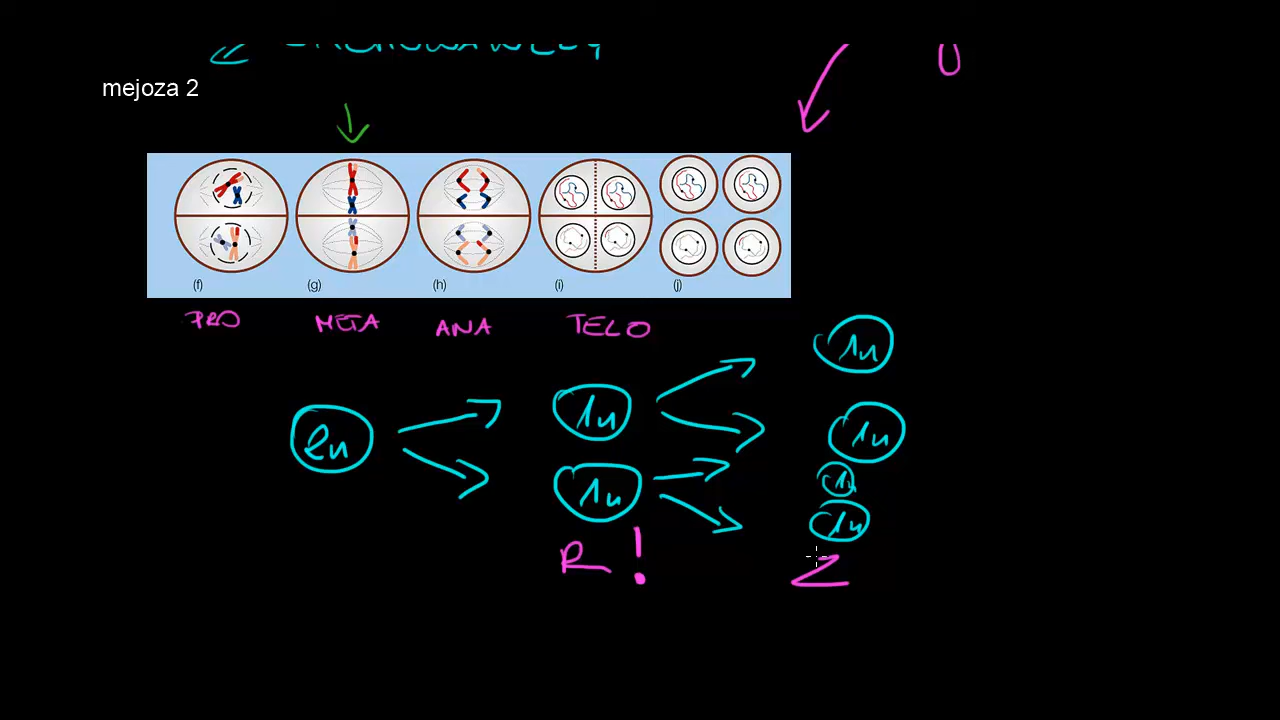 mejoza 2
(f) (g) (h) (i) (j)
PRO META ANA TELO
1n
2n 1n 1n
1n 1n
1n
R! Z